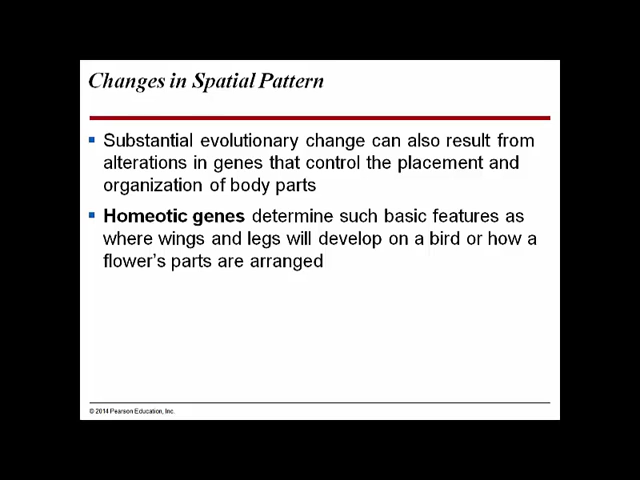 Changes in Spatial Pattern
Substantial evolutionary change can also result from
alterations in genes that control the placement and
organization of body parts
Homeotic genes determine such basic features as
where wings and legs will develop on a bird or how a
flower's parts are arranged
© 2014 Pearson Education, Inc.